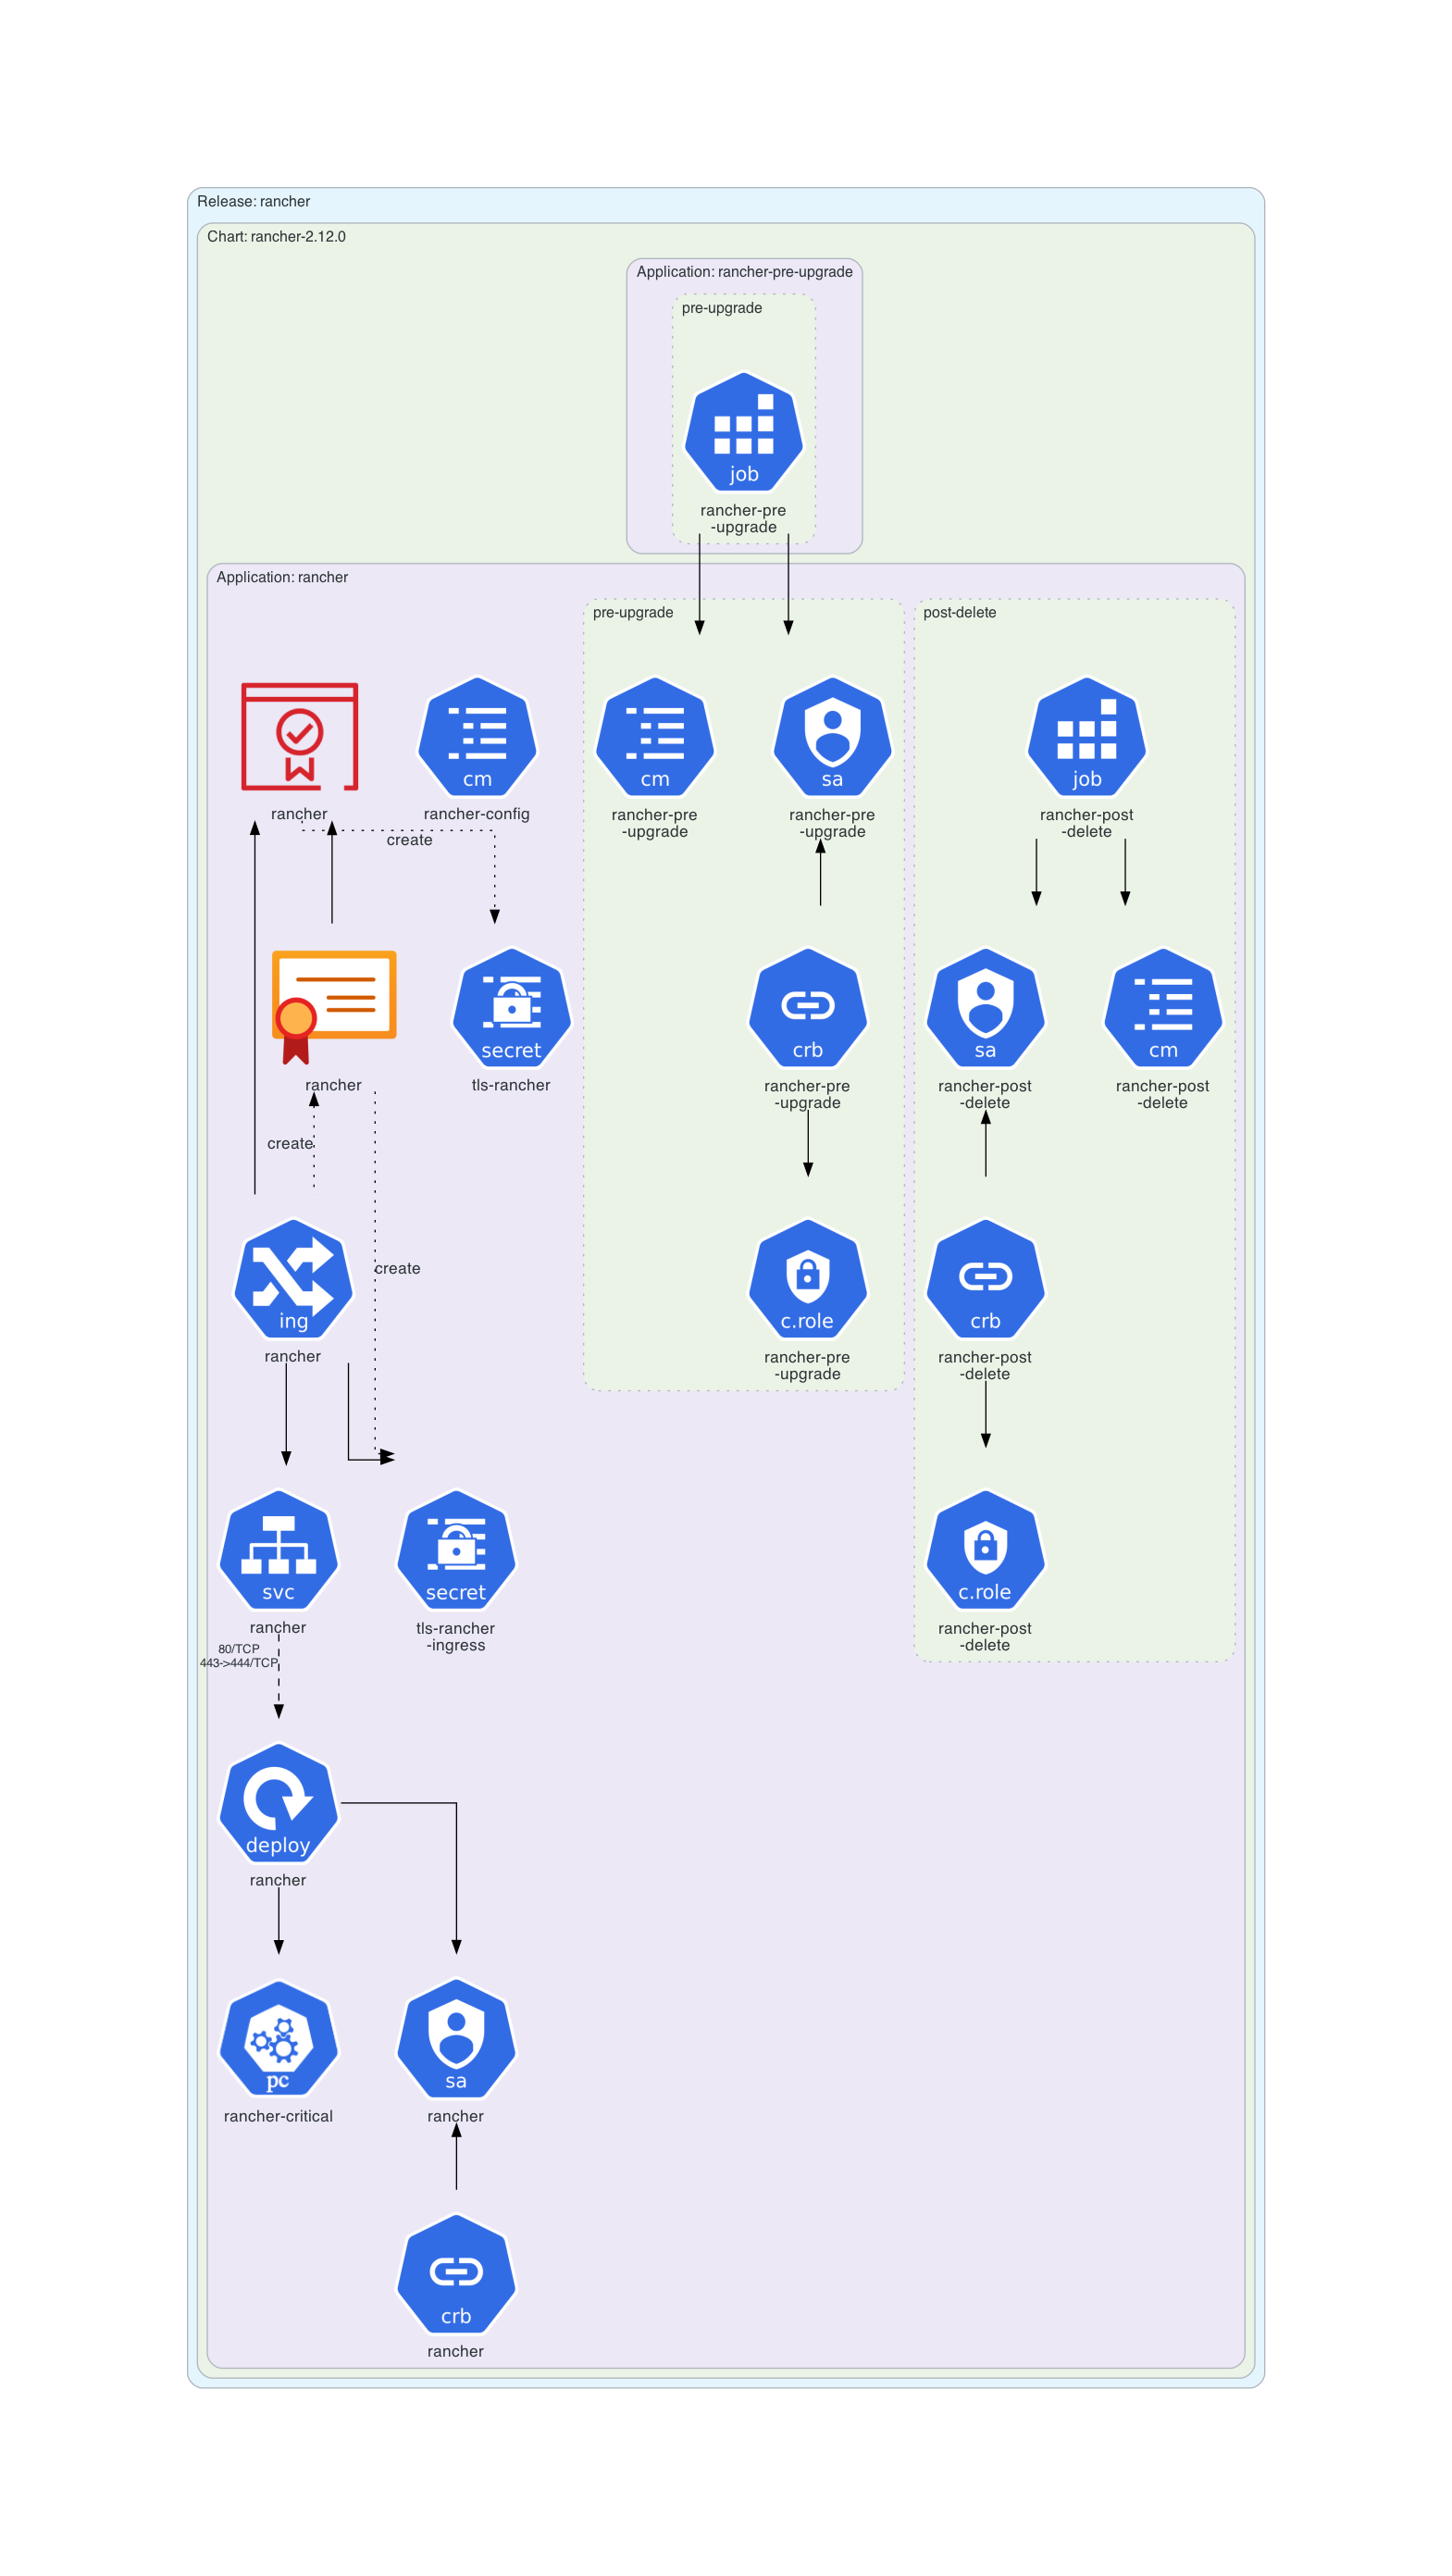 Release: rancher
Chart: rancher-2.12.0
Application: rancher-pre-upgrade
pre-upgrade
job
rancher-pre
-upgrade
Application: rancher
pre-upgrade
post-delete
rancher
cm
rancher-config
cm
rancher-pre
-upgrade
sa
rancher-pre
-upgrade
job
rancher-post
-delete
create
rancher
secret
tls-rancher
crb
rancher-pre
-upgrade
sa
rancher-post
-delete
cm
rancher-post
-delete
create
create
ing
rancher
c.role
rancher-pre
-upgrade
crb
rancher-post
-delete
svc
rancher
secret
tls-rancher
-ingress
c.role
rancher-post
-delete
80/TCP
443->444/TCP
deploy
rancher
pc
rancher-critical
sa
rancher
crb
rancher